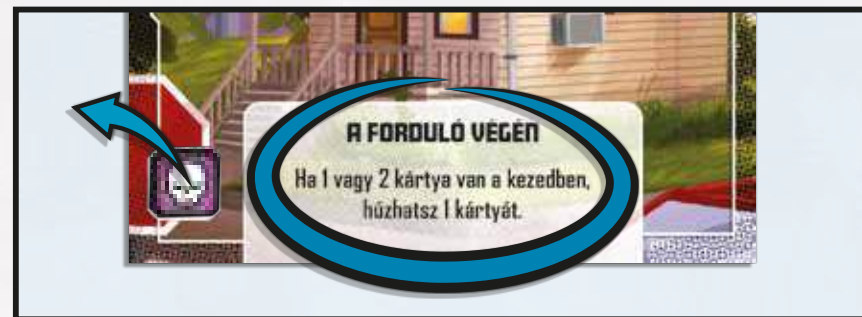 A FORDULÓ VÉGÉN
Ha 1 vagy 2 kártya van a kezedben,
húzhatsz 1 kártyát.